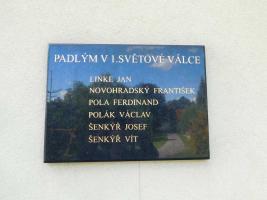 PADLÝM V 1.SVĚTOVÉ VÁLCE
LINKE JAN
NOVOHRADSKÝ FRANTIŠEK
POLA FERDINAND
POLÁK VÁCLAV
ŠENKÝŘ JOSEF
ŠENKÝŘ VÍT